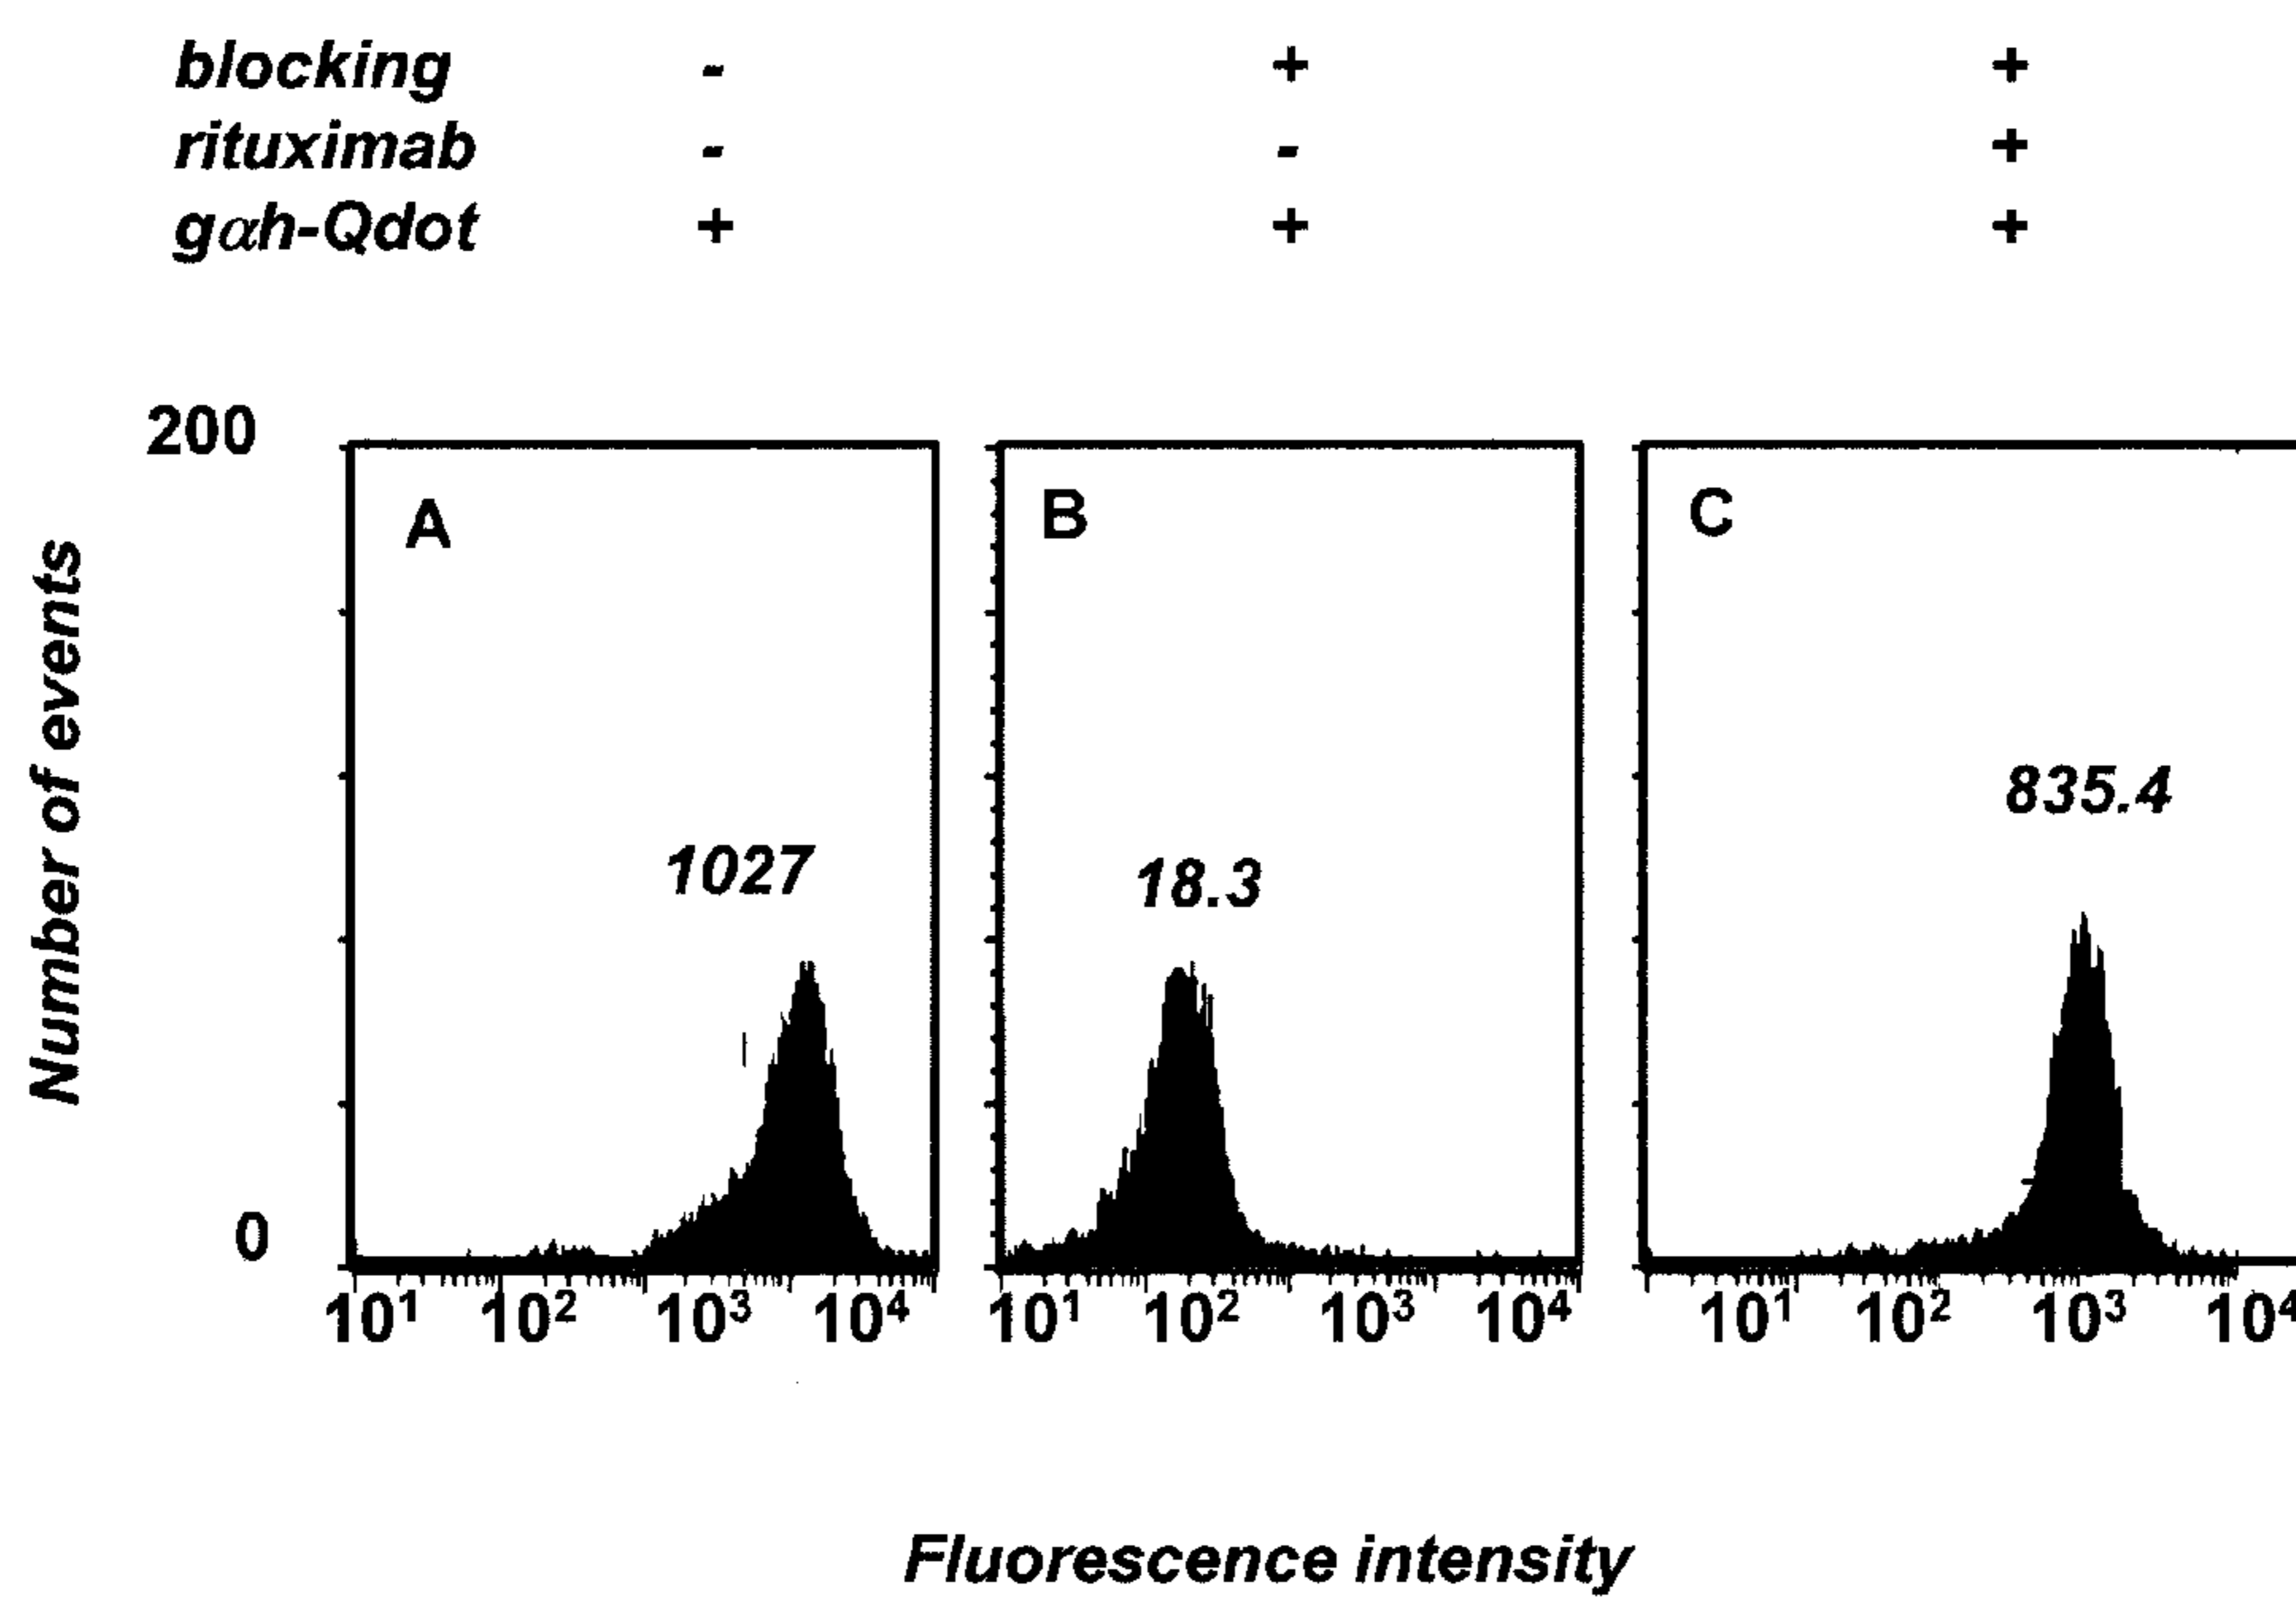 blocking - + +
rituximab - - +
gαh-Qdot + + +
200
A B C
835.4
1027 18.3
Number of events
0
10¹ 10² 10³ 10⁴ 10¹ 10² 10³ 10⁴ 10¹ 10² 10³ 10⁴
Fluorescence intensity